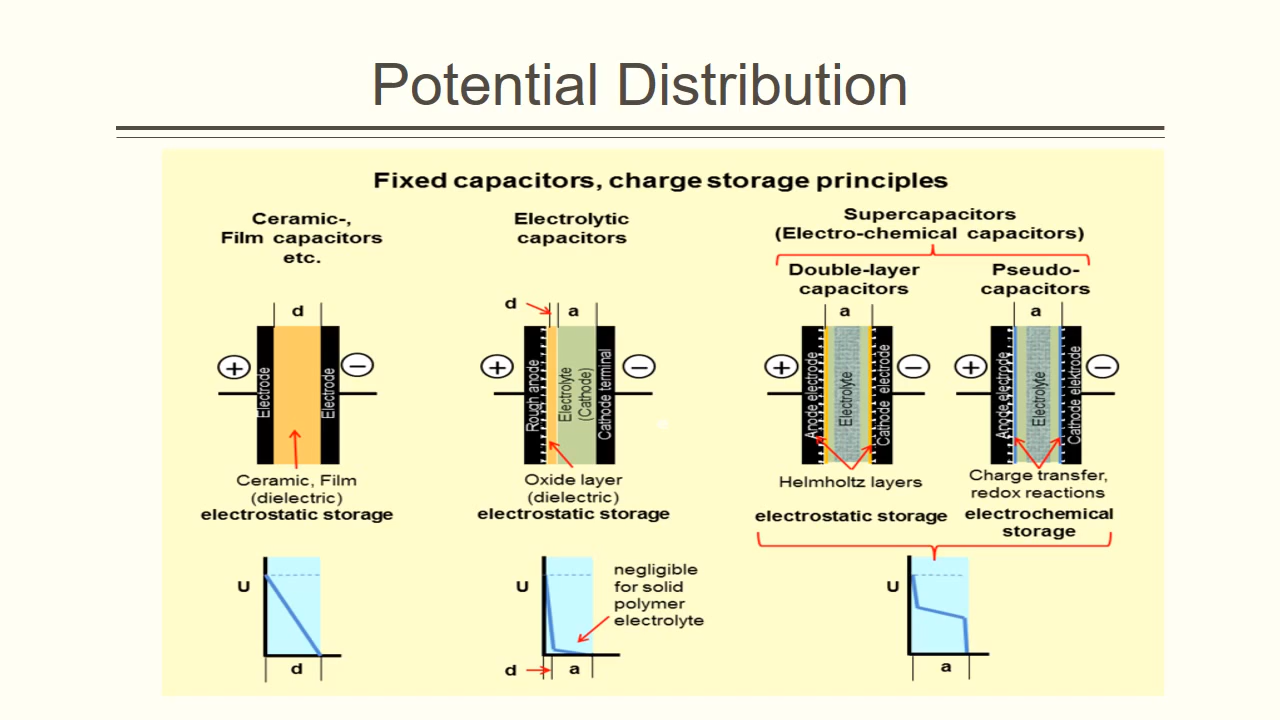 Potential Distribution
Fixed capacitors, charge storage principles
Ceramic-,
Film capacitors
etc.
d
+
−
Electrode
Electrode
Ceramic, Film
(dielectric)
electrostatic storage
U
d
Electrolytic
capacitors
d
a
+
−
Rough anode
Electrolyte
(Cathode)
Cathode terminal
Oxide layer
(dielectric)
electrostatic storage
U
negligible
for solid
polymer
electrolyte
d
a
Supercapacitors
(Electro-chemical capacitors)
Double-layer
capacitors
a
+
−
Anode electrode
Electrolyte
Cathode electrode
Helmholtz layers
electrostatic storage
Pseudo-
capacitors
a
+
−
Anode electrode
Electrolyte
Cathode elektrode
Charge transfer,
redox reactions
electrochemical
storage
U
a